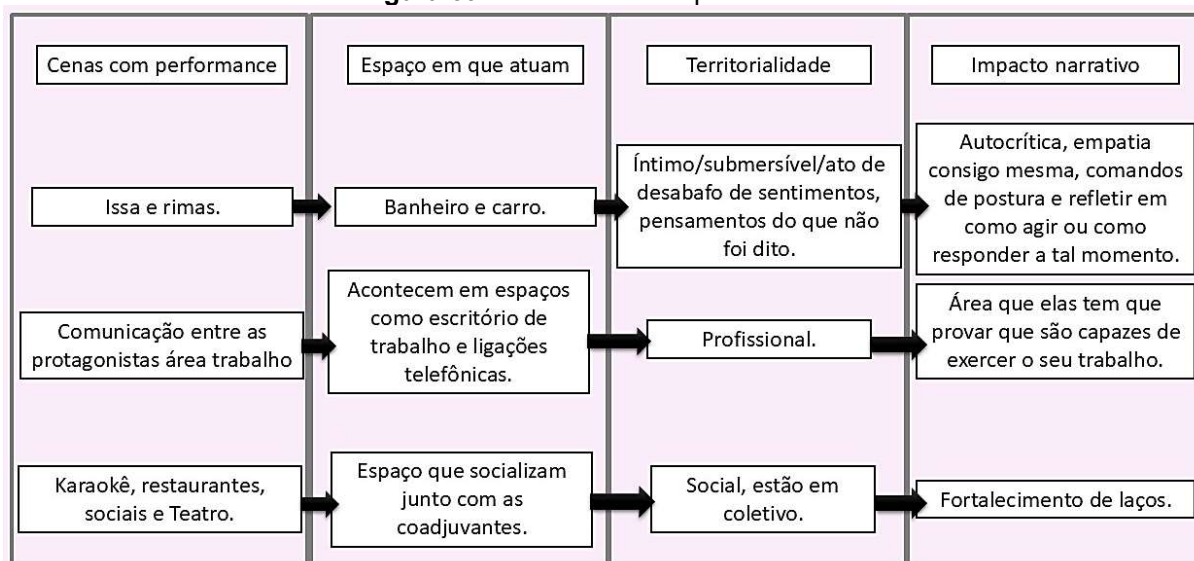 Cenas com performance
Espaço em que atuam
Territorialidade
Impacto narrativo
Issa e rimas.
Banheiro e carro.
Íntimo/submersível/ato de
desabafo de sentimentos,
pensamentos do que não
foi dito.
Autocrítica, empatia
consigo mesma, comandos
de postura e refletir em
como agir ou como
responder a tal momento.
Comunicação entre as
protagonistas área trabalho
Acontecem em espaços
como escritório de
trabalho e ligações
telefônicas.
Profissional.
Área que elas tem que
provar que são capazes de
exercer o seu trabalho.
Karaokê, restaurantes,
sociais e Teatro.
Espaço que socializam
junto com as
coadjuvantes.
Social, estão em
coletivo.
Fortalecimento de laços.